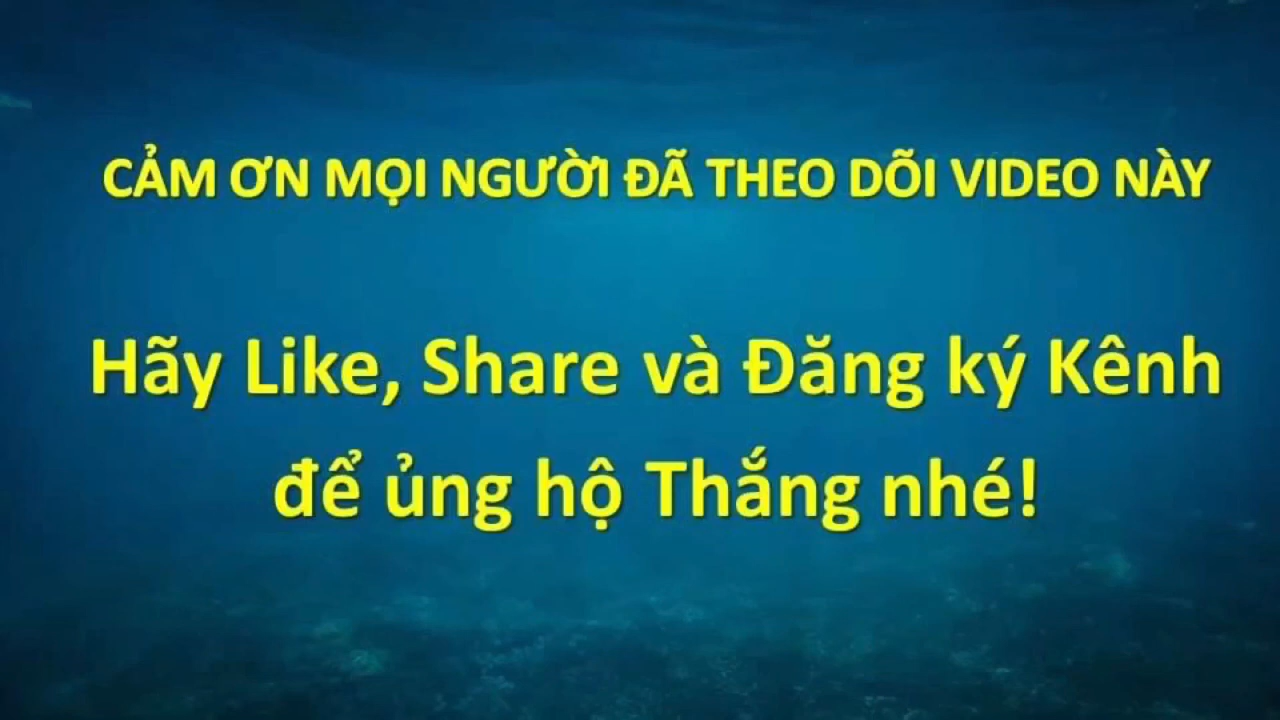 CẢM ƠN MỌI NGƯỜI ĐÃ THEO DÕI VIDEO NÀY
Hãy Like, Share và Đăng ký Kênh
để ủng hộ Thắng nhé!